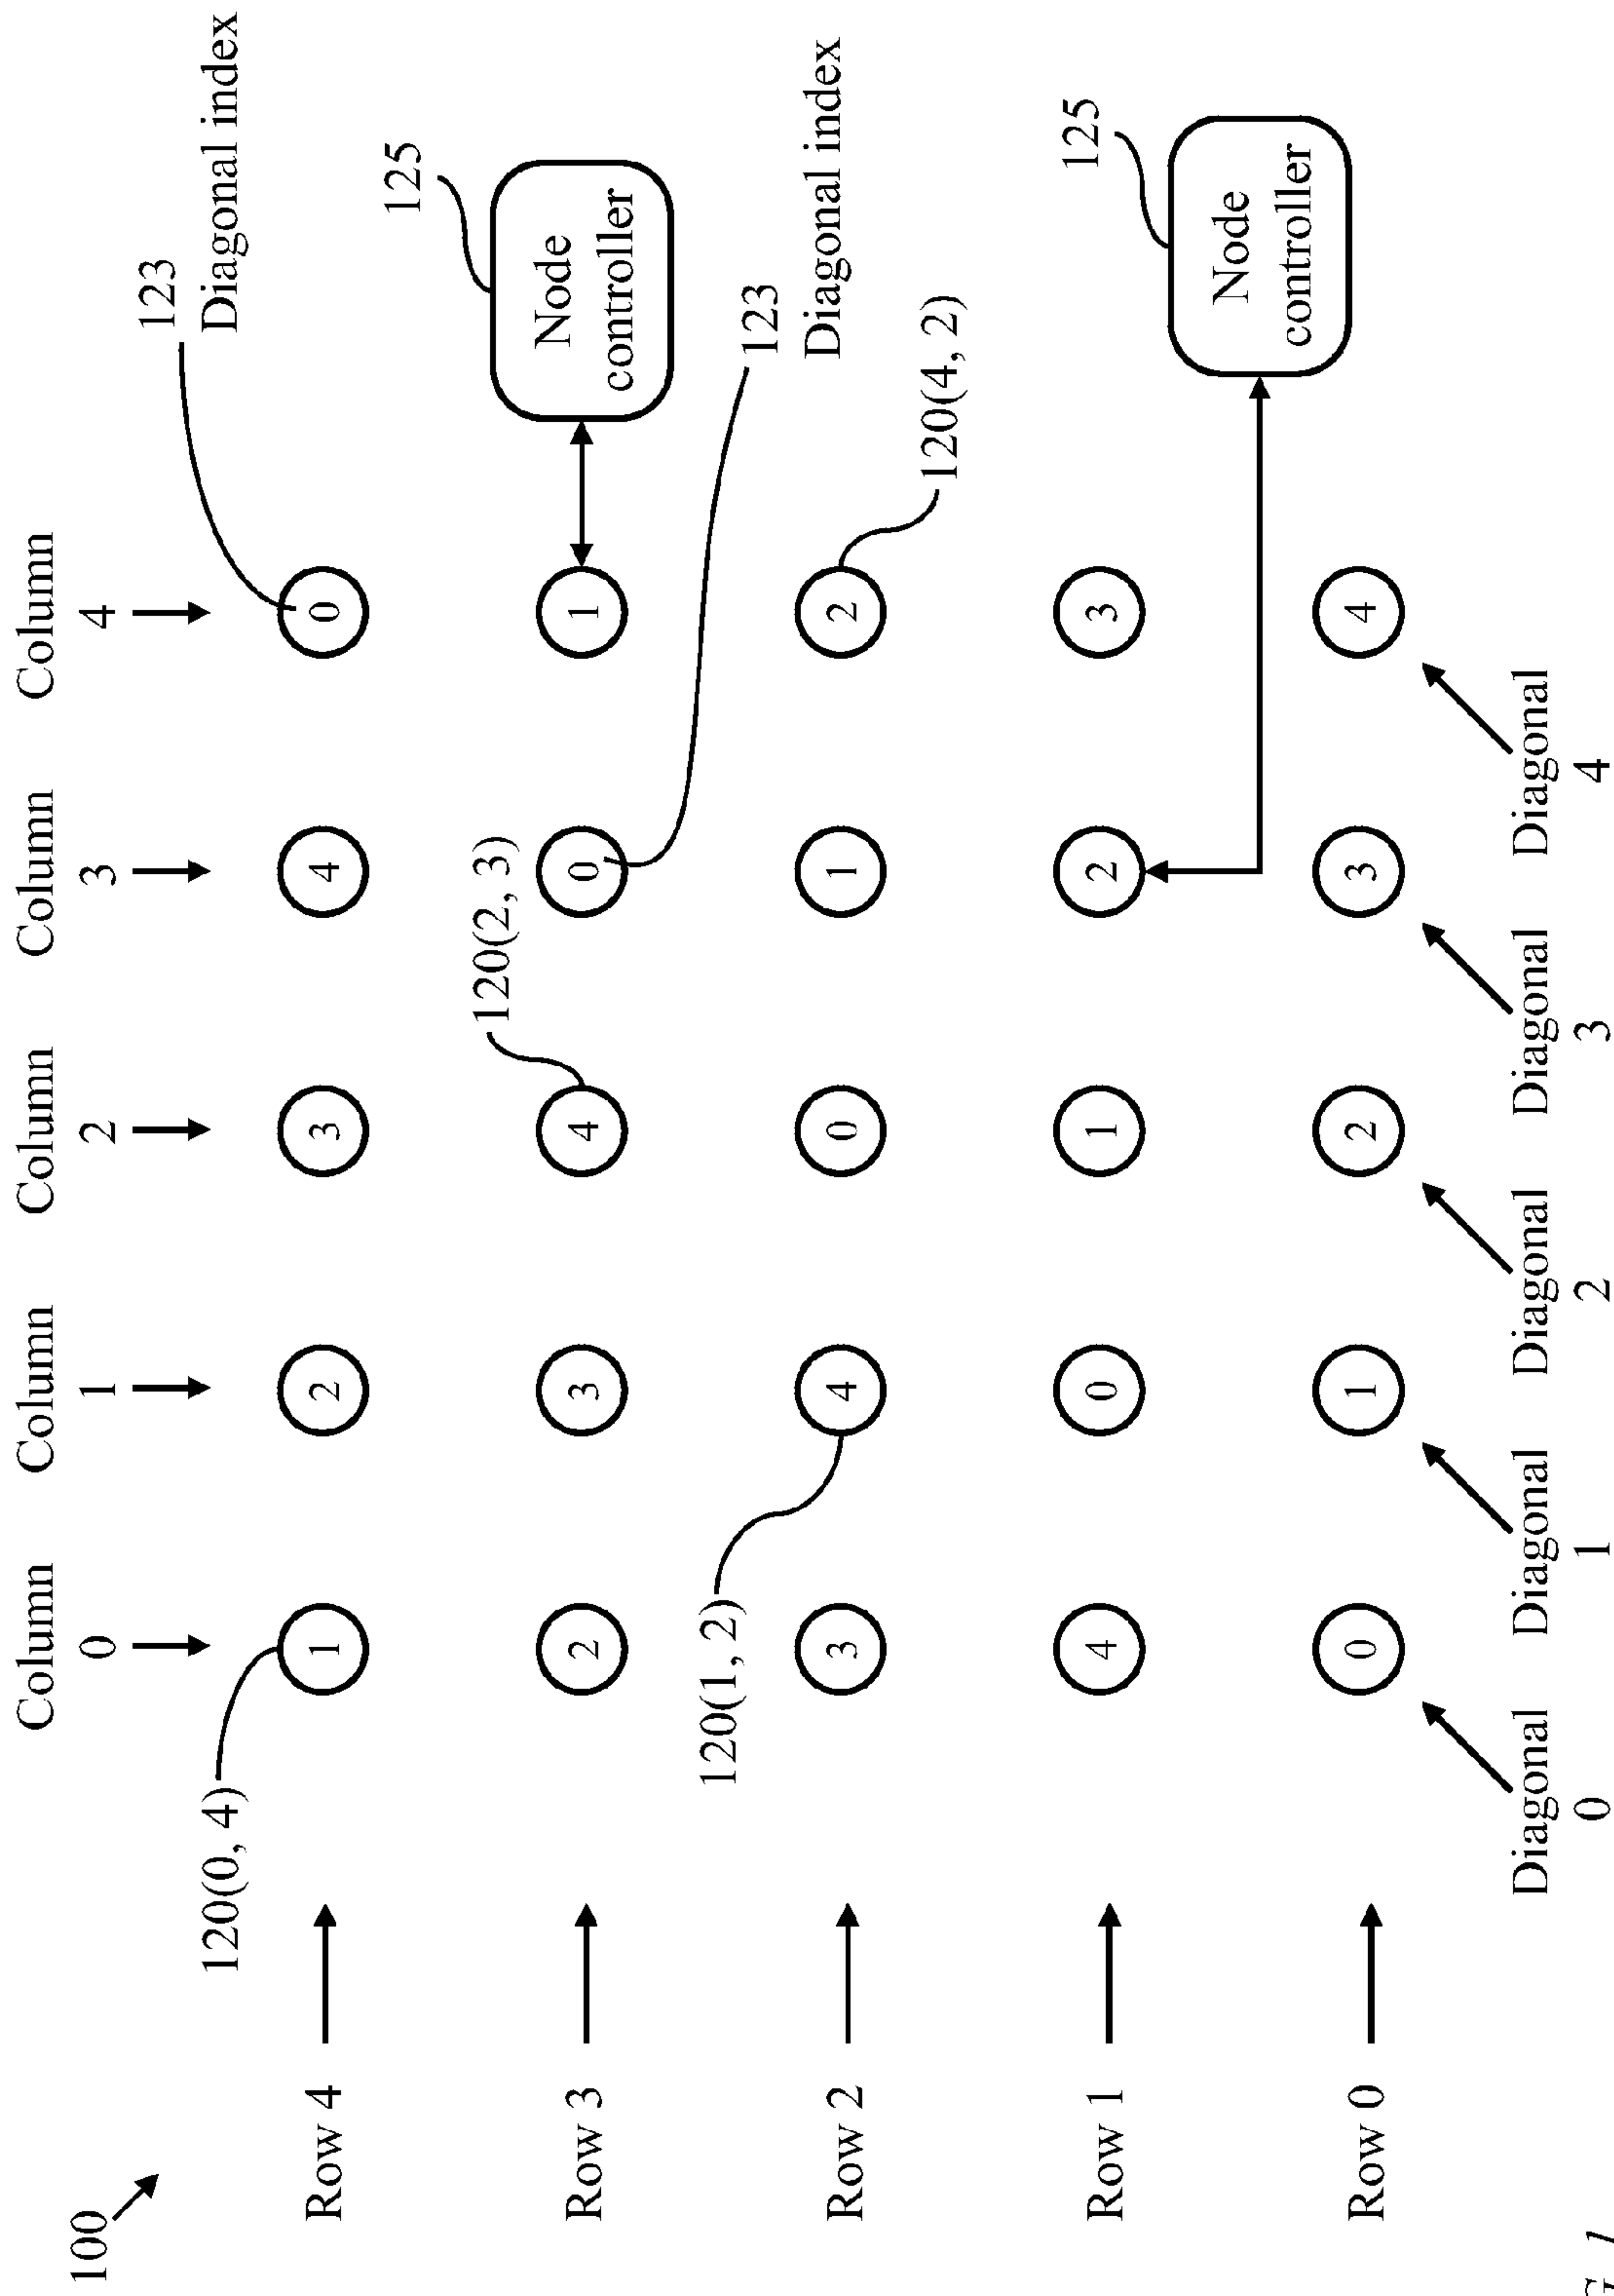 100
Column
0
Column
1
Column
2
Column
3
Column
4
123
Diagonal index
120(0, 4)
Row 4
1
2
3
4
0
125
120(2, 3)
Row 3
2
3
4
0
1
Node
controller
120(1, 2)
123
Diagonal index
Row 2
3
4
0
1
2
120(4, 2)
125
Row 1
4
0
1
2
3
Node
controller
Row 0
0
1
2
3
4
Diagonal
0
Diagonal
1
Diagonal
2
Diagonal
3
Diagonal
4